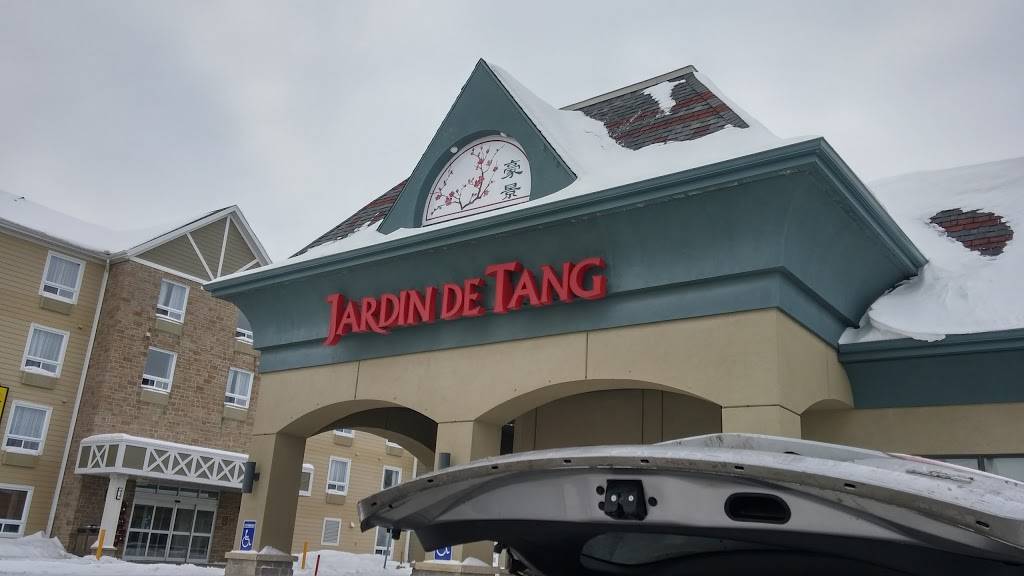 豪景
JARDIN DE TANG